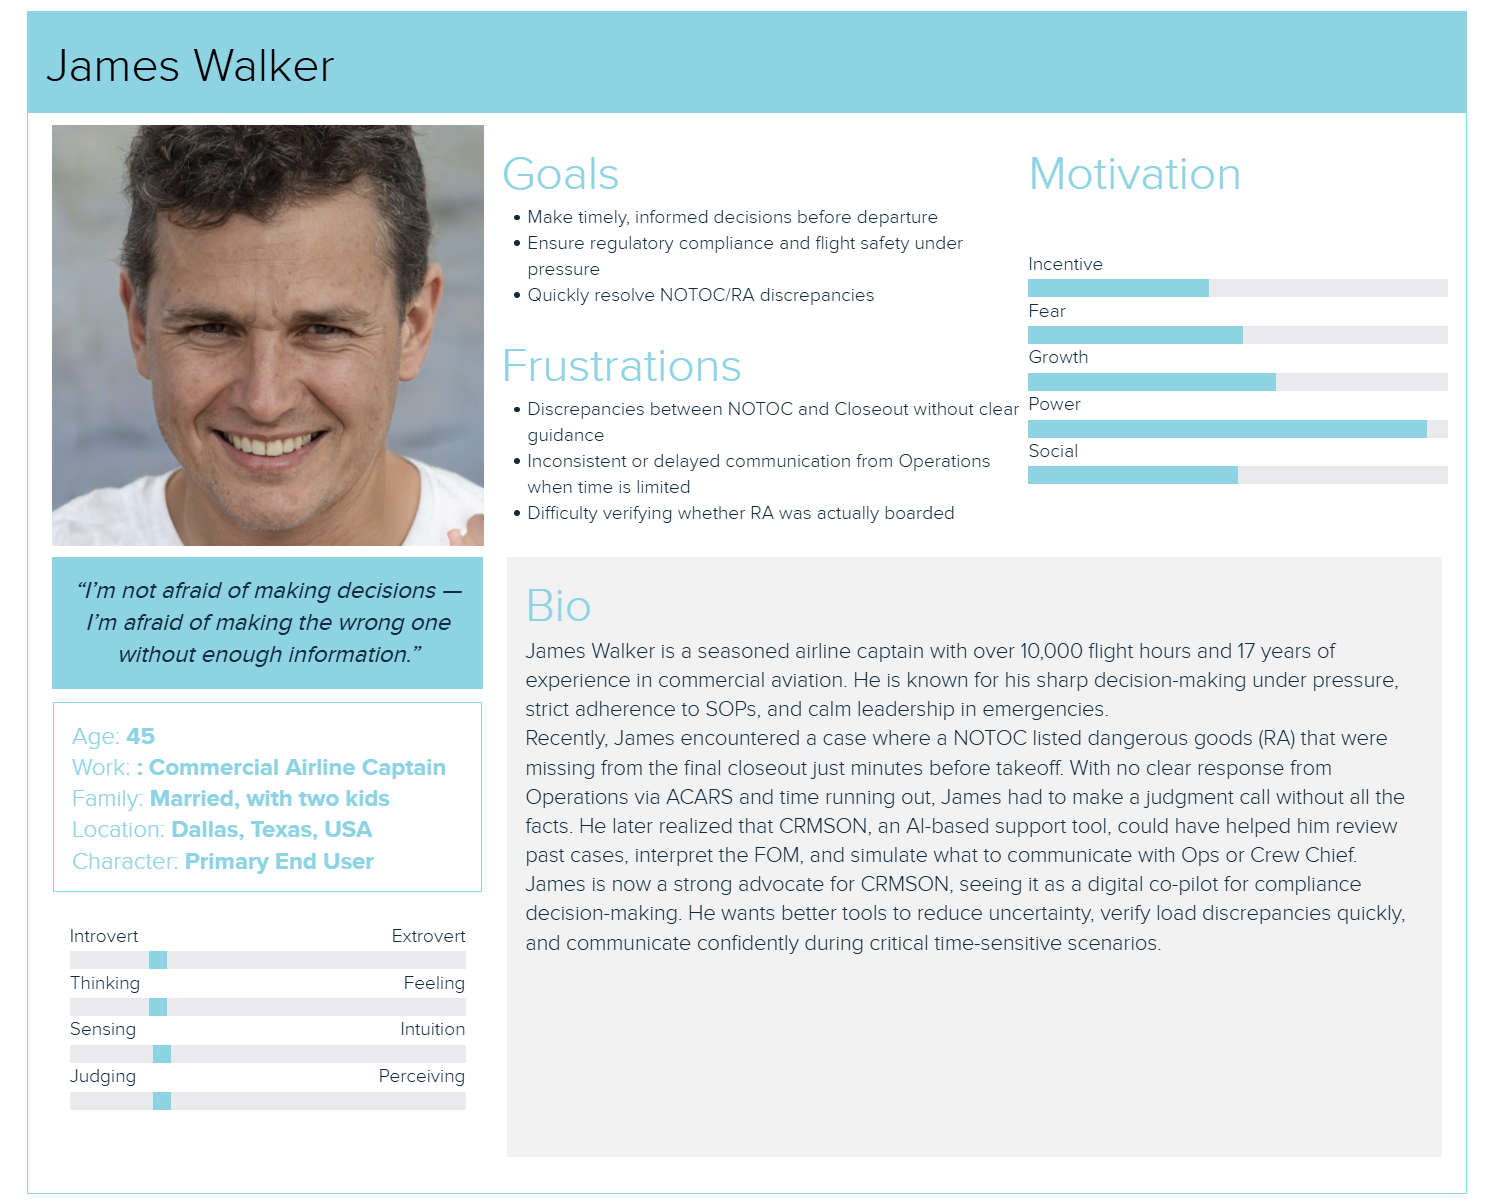 James Walker
Goals
• Make timely, informed decisions before departure
• Ensure regulatory compliance and flight safety under
pressure
• Quickly resolve NOTOC/RA discrepancies
Frustrations
• Discrepancies between NOTOC and Closeout without clear
guidance
• Inconsistent or delayed communication from Operations
when time is limited
• Difficulty verifying whether RA was actually boarded
Motivation
Incentive
Fear
Growth
Power
Social
“I’m not afraid of making decisions —
I’m afraid of making the wrong one
without enough information.”
Age: 45
Work: : Commercial Airline Captain
Family: Married, with two kids
Location: Dallas, Texas, USA
Character: Primary End User
Introvert Extrovert
Thinking Feeling
Sensing Intuition
Judging Perceiving
Bio
James Walker is a seasoned airline captain with over 10,000 flight hours and 17 years of
experience in commercial aviation. He is known for his sharp decision-making under pressure,
strict adherence to SOPs, and calm leadership in emergencies.
Recently, James encountered a case where a NOTOC listed dangerous goods (RA) that were
missing from the final closeout just minutes before takeoff. With no clear response from
Operations via ACARS and time running out, James had to make a judgment call without all the
facts. He later realized that CRMSON, an AI-based support tool, could have helped him review
past cases, interpret the FOM, and simulate what to communicate with Ops or Crew Chief.
James is now a strong advocate for CRMSON, seeing it as a digital co-pilot for compliance
decision-making. He wants better tools to reduce uncertainty, verify load discrepancies quickly,
and communicate confidently during critical time-sensitive scenarios.